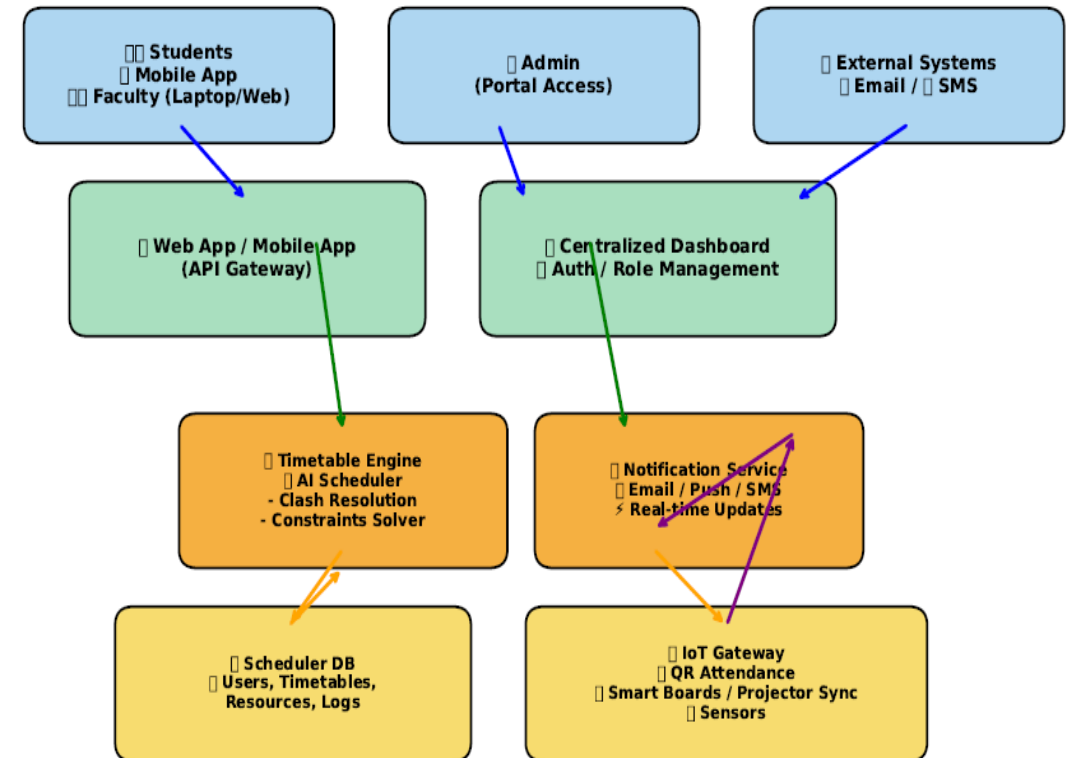 ▯▯ Students
▯ Mobile App
▯▯ Faculty (Laptop/Web)
▯ Admin
(Portal Access)
▯ External Systems
▯ Email / ▯ SMS
▯ Web App / Mobile App
(API Gateway)
▯ Centralized Dashboard
▯ Auth / Role Management
▯ Timetable Engine
▯ AI Scheduler
- Clash Resolution
- Constraints Solver
▯ Notification Service
▯ Email / Push / SMS
⚡ Real-time Updates
▯ Scheduler DB
▯ Users, Timetables,
Resources, Logs
▯ IoT Gateway
▯ QR Attendance
▯ Smart Boards / Projector Sync
▯ Sensors